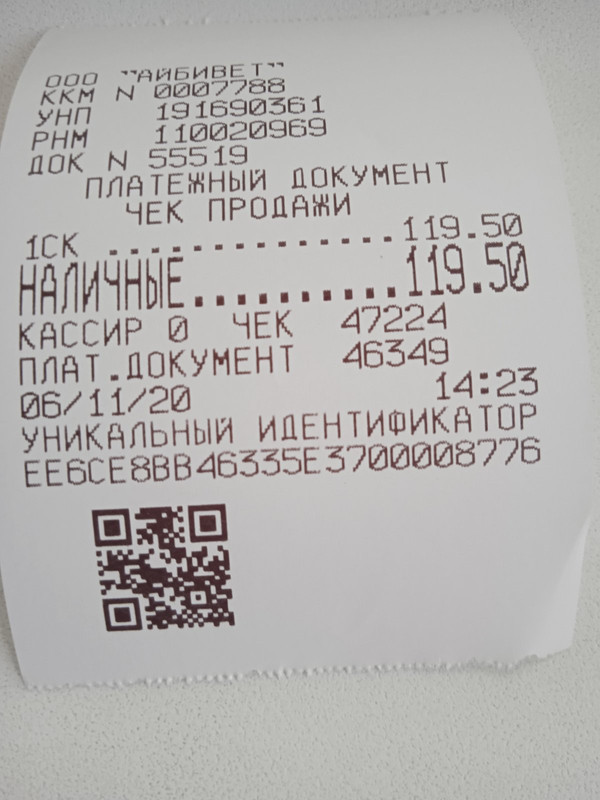 ООО "АЙБИВЕТ"
ККМ N 0007788
УНП 191690361
РНМ 110020969
ДОК N 55519
ПЛАТЕЖНЫЙ ДОКУМЕНТ
ЧЕК ПРОДАЖИ
1СК ..............119.50
НАЛИЧНЫЕ..........119.50
КАССИР 0 ЧЕК 47224
ПЛАТ.ДОКУМЕНТ 46349
06/11/20 14:23
УНИКАЛЬНЫЙ ИДЕНТИФИКАТОР
EE6CE8BB46335E3700008776